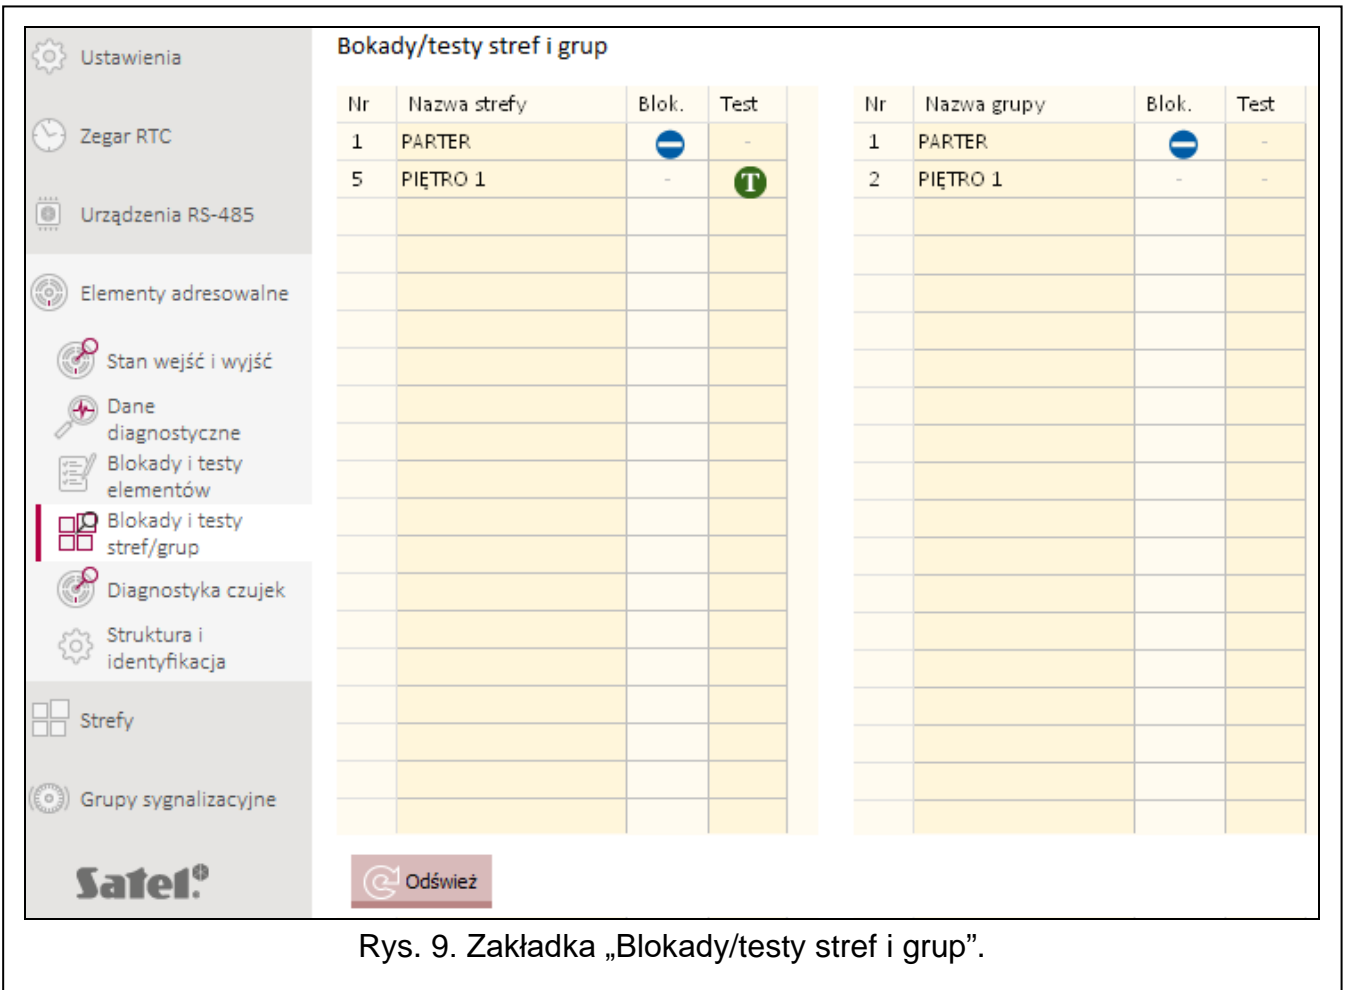 Ustawienia
Zegar RTC
Urządzenia RS-485
Elementy adresowalne
Stan wejść i wyjść
Dane
diagnostyczne
Blokady i testy
elementów
Blokady i testy
stref/grup
Diagnostyka czujek
Struktura i
identyfikacja
Strefy
Grupy sygnalizacyjne
Satel®
Bokady/testy stref i grup
Nr Nazwa strefy Blok. Test
1 PARTER -
5 PIĘTRO 1 - T
Nr Nazwa grupy Blok. Test
1 PARTER -
2 PIĘTRO 1 - -
Odśwież
Rys. 9. Zakładka „Blokady/testy stref i grup”.